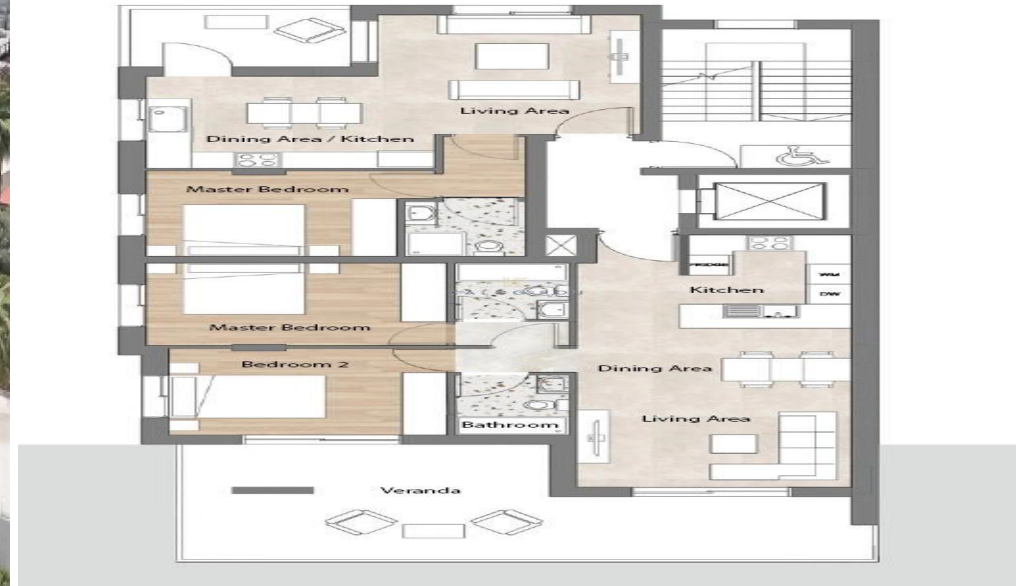 Living Area
Dining Area / Kitchen
Master Bedroom
FRIDGE
WM
Kitchen
DW
Master Bedroom
Bedroom 2
Dining Area
Living Area
Bathroom
Veranda